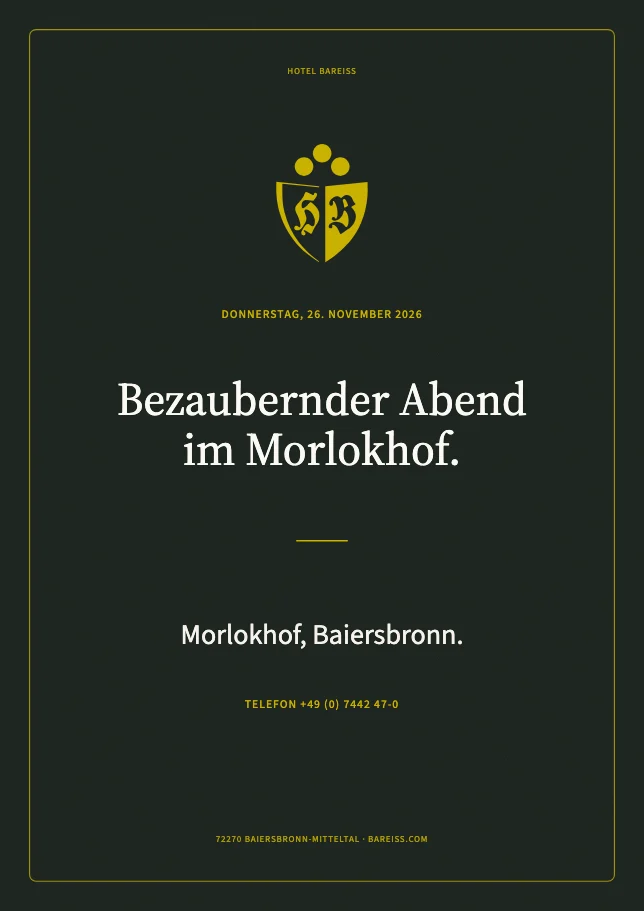 HOTEL BAREISS
H B
DONNERSTAG, 26. NOVEMBER 2026
Bezaubernder Abend
im Morlokhof.
Morlokhof, Baiersbronn.
TELEFON +49 (0) 7442 47-0
72270 BAIERSBRONN-MITTELTAL · BAREISS.COM